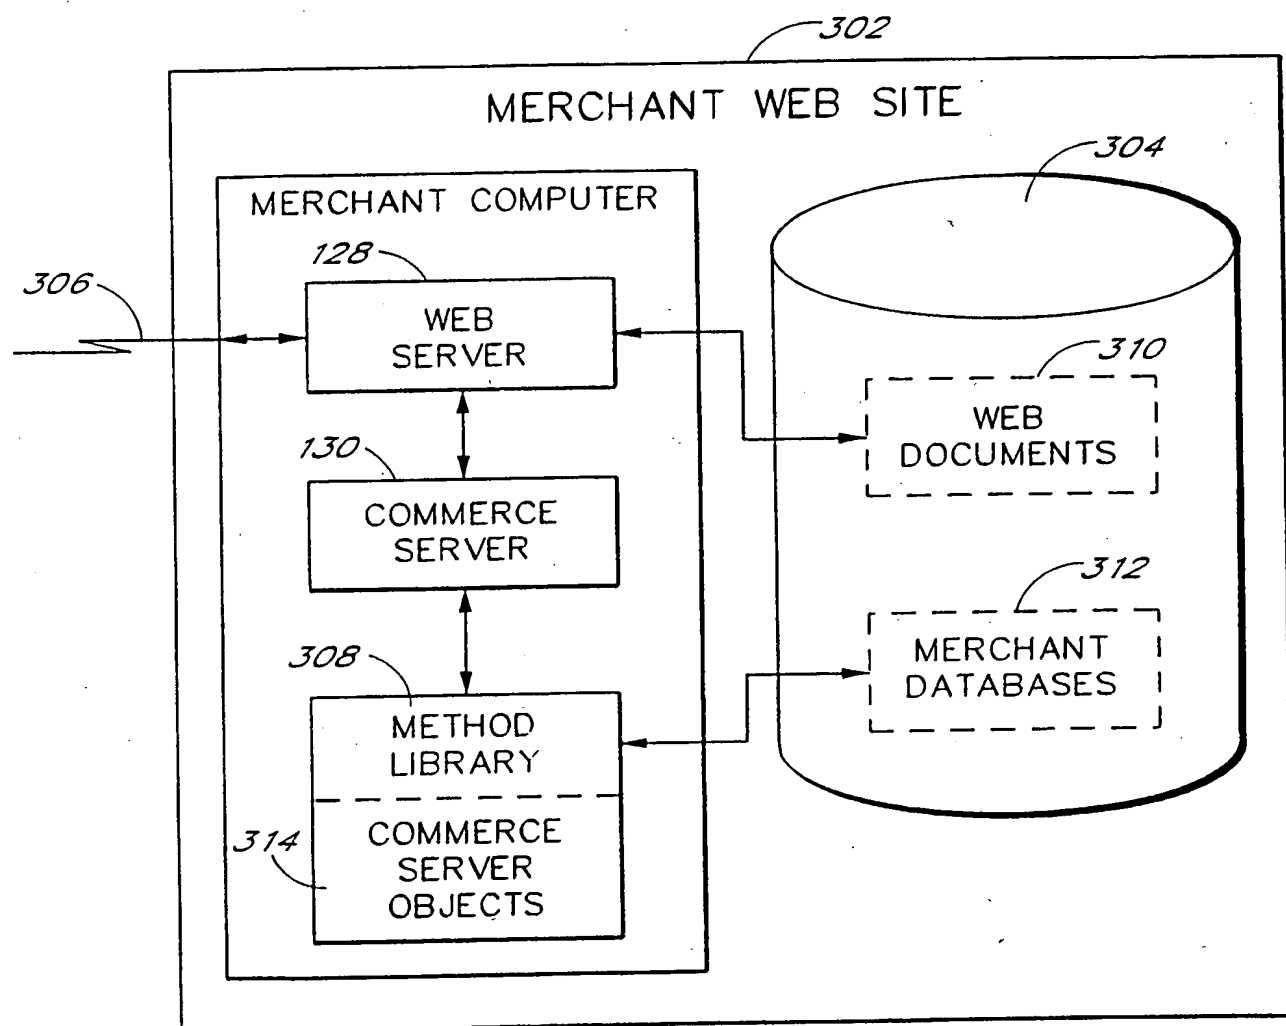 302
MERCHANT WEB SITE
304
MERCHANT COMPUTER
128
306
WEB
SERVER
310
WEB
DOCUMENTS
130
COMMERCE
SERVER
312
MERCHANT
DATABASES
308
METHOD
LIBRARY
314
COMMERCE
SERVER
OBJECTS